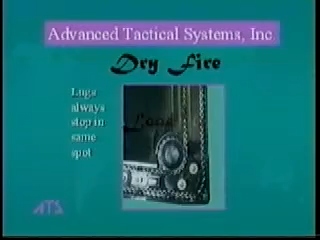 Advanced Tactical Systems, Inc.
Dry Fire
Lugs
always
stop in
same
spot
Lugs
ATS